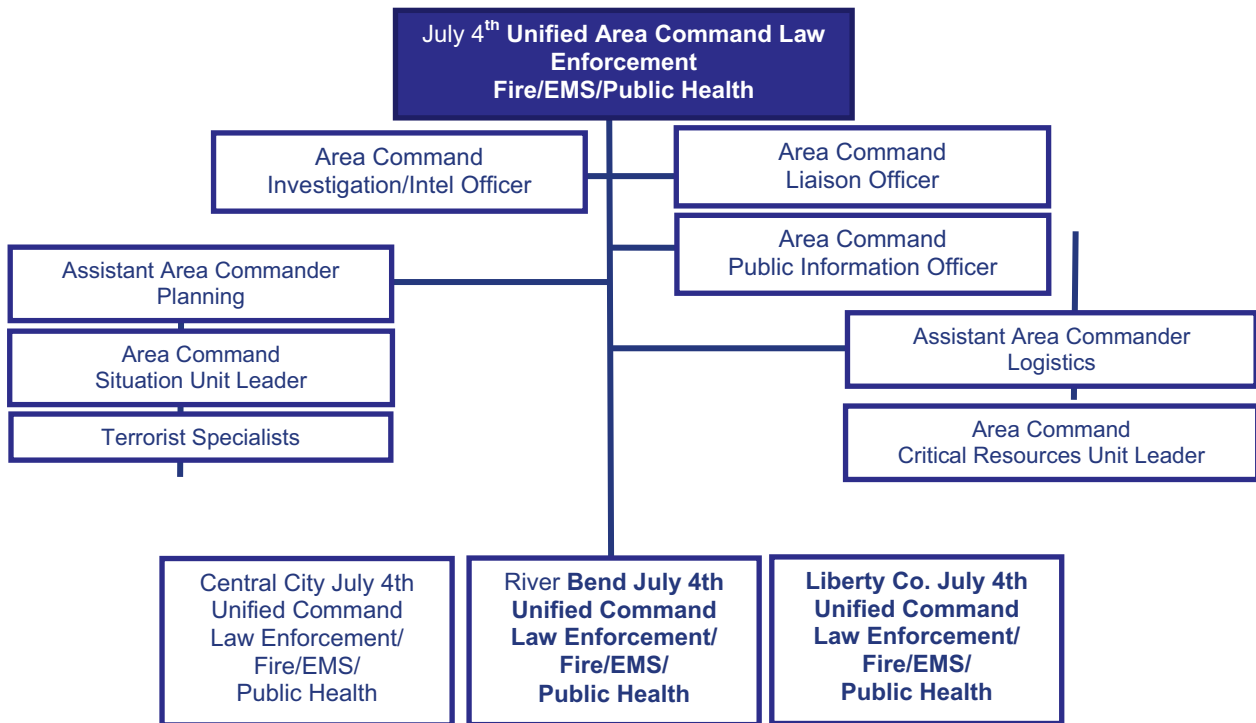 July 4th Unified Area Command Law
Enforcement
Fire/EMS/Public Health
Area Command
Investigation/Intel Officer
Area Command
Liaison Officer
Area Command
Public Information Officer
Assistant Area Commander
Planning
Area Command
Situation Unit Leader
Terrorist Specialists
Assistant Area Commander
Logistics
Area Command
Critical Resources Unit Leader
Central City July 4th
Unified Command
Law Enforcement/
Fire/EMS/
Public Health
River Bend July 4th
Unified Command
Law Enforcement/
Fire/EMS/
Public Health
Liberty Co. July 4th
Unified Command
Law Enforcement/
Fire/EMS/
Public Health